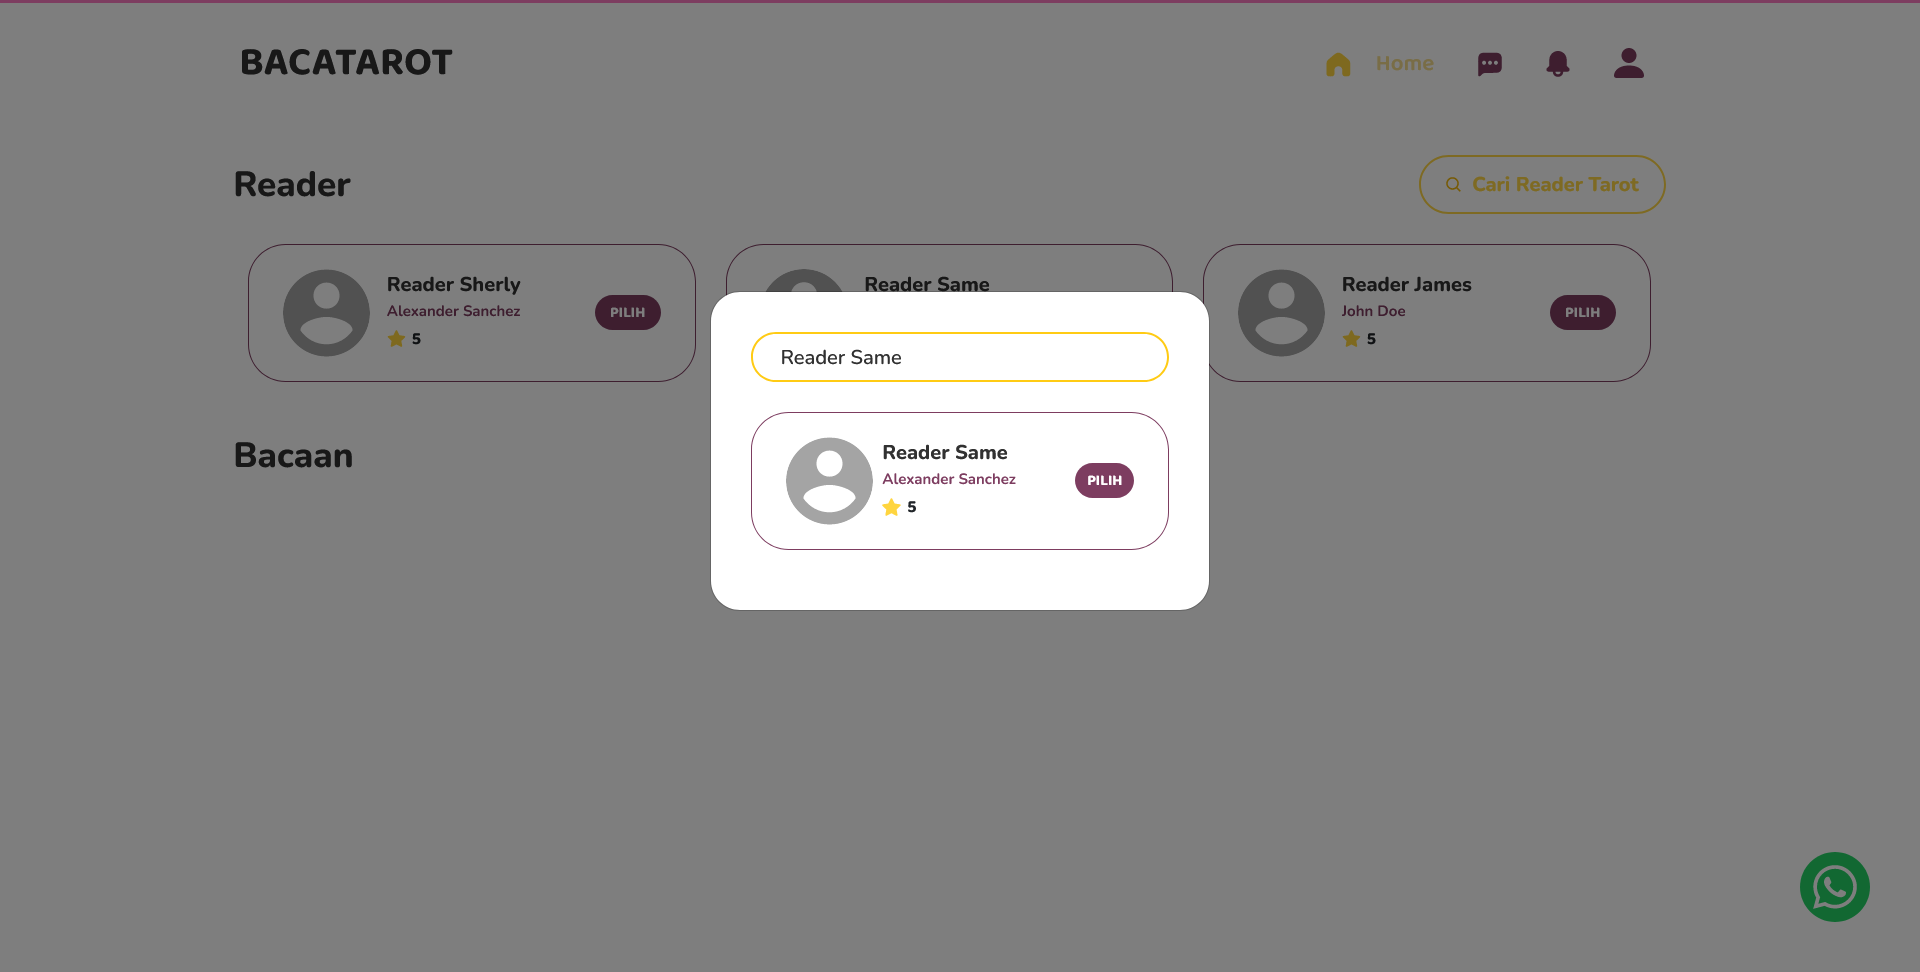 BACATAROT
Home
Reader
Cari Reader Tarot
Reader Sherly
Alexander Sanchez
5
PILIH
Reader Same
Reader James
John Doe
5
PILIH
Reader Same
Reader Same
Alexander Sanchez
5
PILIH
Bacaan